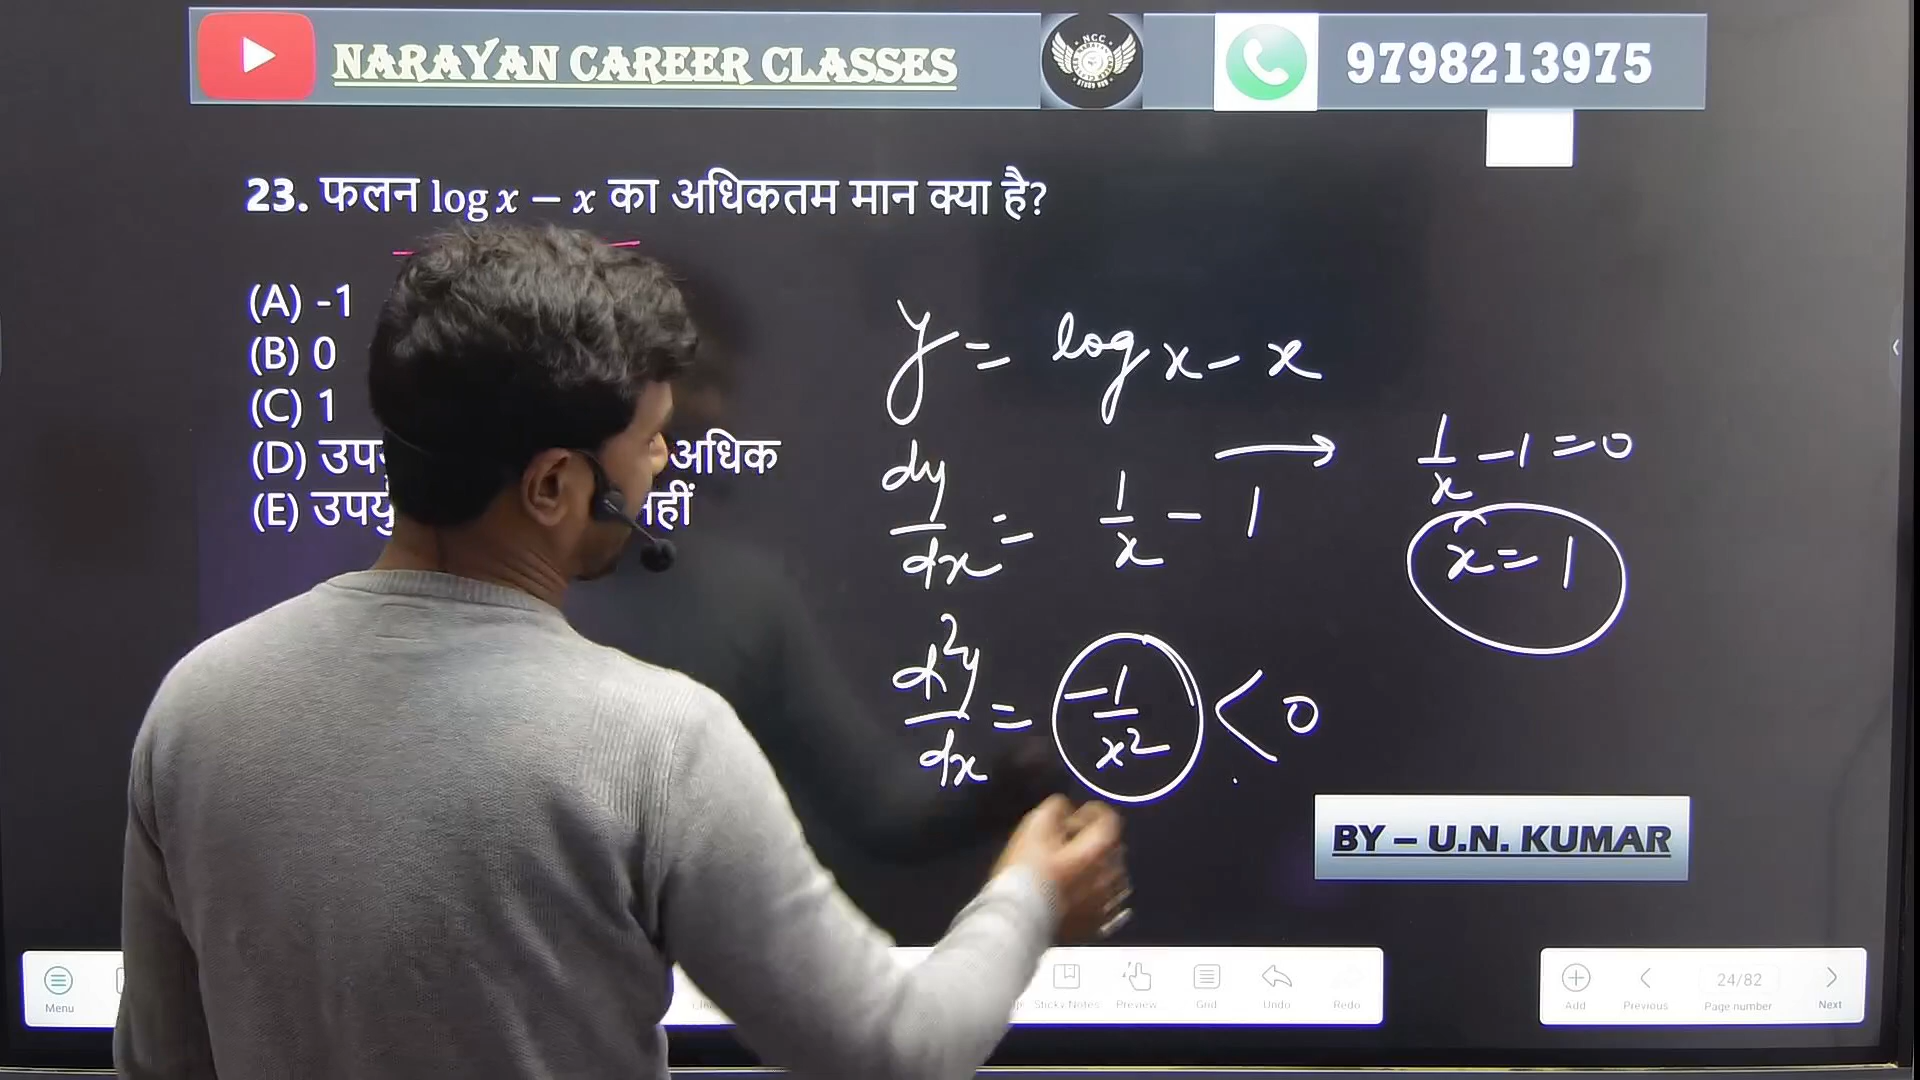 NARAYAN CAREER CLASSES
NCC
9798213975
23. फलन log x – x का अधिकतम मान क्या है?
(A) -1
(B) 0
(C) 1
(D) अधिक
(E)
y = log x - x
dy/dx = 1/x - 1 →
1/x - 1 = 0
x = 1
d²y/dx = -1/x² < 0
BY – U.N. KUMAR
Menu
Sticky Notes
Preview
Grid
Undo
Redo
Add
Previous
24/82
Page number
Next